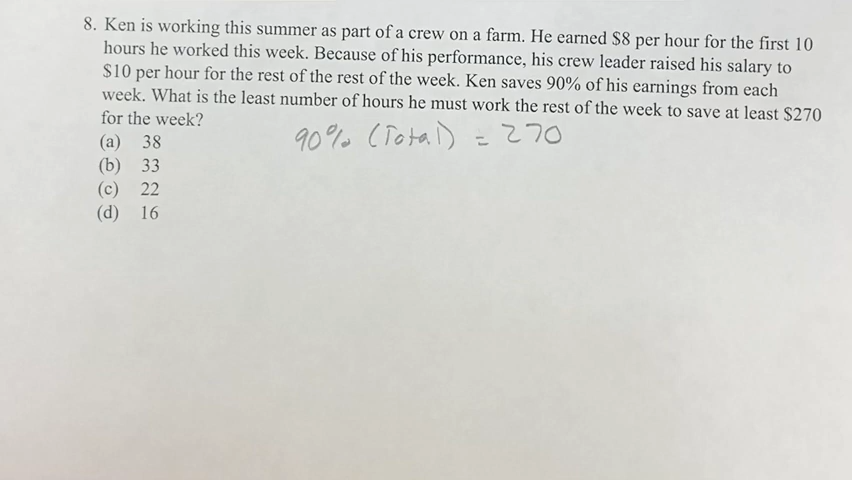 8. Ken is working this summer as part of a crew on a farm. He earned $8 per hour for the first 10
hours he worked this week. Because of his performance, his crew leader raised his salary to
$10 per hour for the rest of the rest of the week. Ken saves 90% of his earnings from each
week. What is the least number of hours he must work the rest of the week to save at least $270
for the week?
90% (Total) = 270
(a) 38
(b) 33
(c) 22
(d) 16